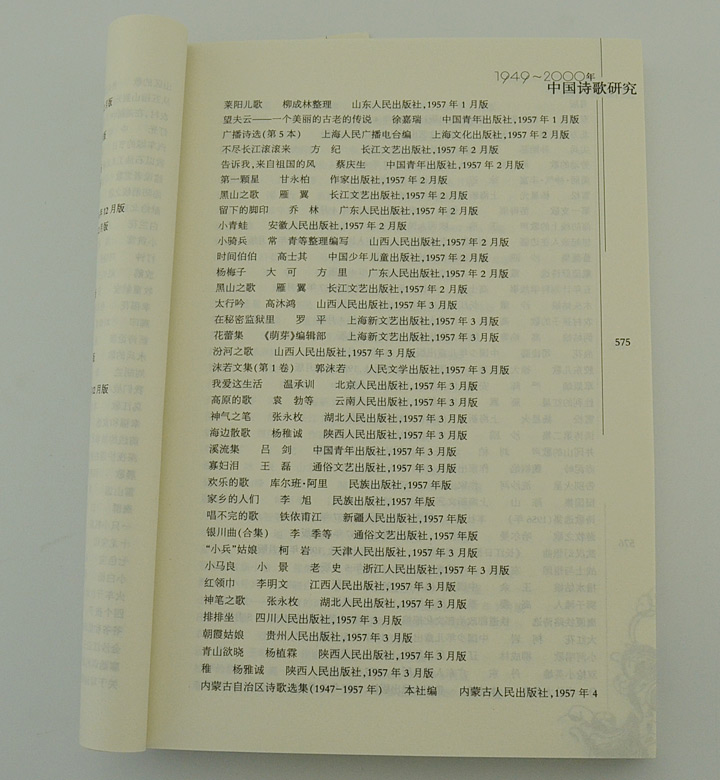 1949~2000年
中国诗歌研究
莱阳儿歌 柳成林整理 山东人民出版社,1957年1月版
望夫云——一个美丽的古老的传说 徐嘉瑞 中国青年出版社,1957年1月版
广播诗选(第5本) 上海人民广播电台编 上海文化出版社,1957年2月版
不尽长江滚滚来 方纪 长江文艺出版社,1957年2月版
告诉我,来自祖国的风 蔡庆生 中国青年出版社,1957年2月版
第一颗星 甘永柏 作家出版社,1957年2月版
黑山之歌 雁翼 长江文艺出版社,1957年2月版
留下的脚印 乔林 广东人民出版社,1957年2月版
小青蛙 安徽人民出版社,1957年2月版
小骑兵 常青等整理编写 山西人民出版社,1957年2月版
时间伯伯 高士其 中国少年儿童出版社,1957年2月版
杨梅子 大可 方里 广东人民出版社,1957年2月版
黑山之歌 雁翼 长江文艺出版社,1957年2月版
太行吟 高沐鸿 山西人民出版社,1957年3月版
在秘密监狱里 罗平 上海新文艺出版社,1957年3月版
花蕾集 《萌芽》编辑部 上海新文艺出版社,1957年3月版
汾河之歌 山西人民出版社,1957年3月版
沫若文集(第1卷) 郭沫若 人民文学出版社,1957年3月版
我爱这生活 温承训 北京人民出版社,1957年3月版
高原的歌 袁勃等 云南人民出版社,1957年3月版
神气之笔 张永枚 湖北人民出版社,1957年3月版
海边散歌 杨雅诚 陕西人民出版社,1957年3月版
溪流集 吕剑 中国青年出版社,1957年3月版
寡妇泪 王磊 通俗文艺出版社,1957年3月版
欢乐的歌 库尔班·阿里 民族出版社,1957年版
家乡的人们 李旭 民族出版社,1957年版
唱不完的歌 铁依甫江 新疆人民出版社,1957年版
银川曲(合集) 李季等 通俗文艺出版社,1957年版
“小兵”姑娘 柯岩 天津人民出版社,1957年3月版
小马良 小景 老史 浙江人民出版社,1957年3月版
红领巾 李明文 江西人民出版社,1957年3月版
神笔之歌 张永枚 湖北人民出版社,1957年3月版
排排坐 四川人民出版社,1957年3月版
朝霞姑娘 贵州人民出版社,1957年3月版
青山欲晓 杨植霖 陕西人民出版社,1957年3月版
稚 杨雅诚 陕西人民出版社,1957年3月版
内蒙古自治区诗歌选集(1947–1957年) 本社编 内蒙古人民出版社,1957年4
575
12月版
月版